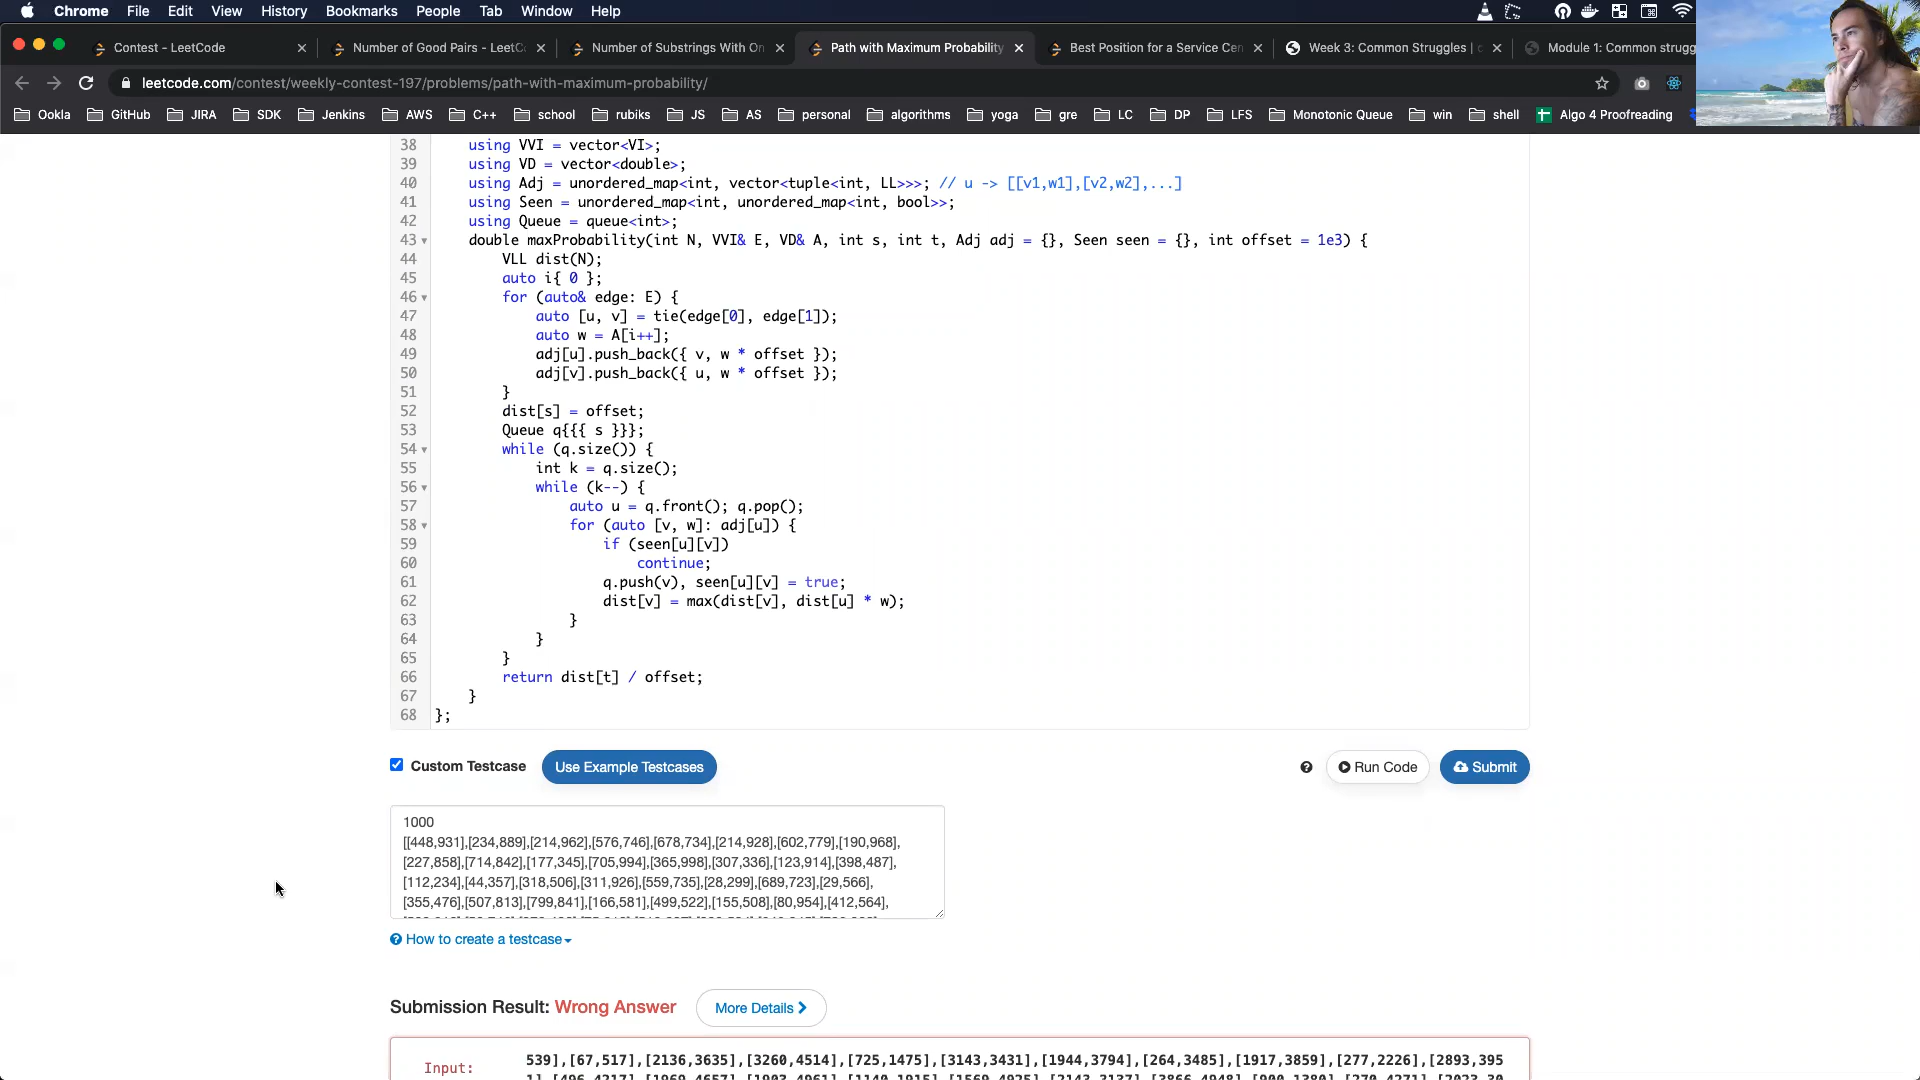 Chrome File Edit View History Bookmarks People Tab Window Help
Contest - LeetCode
Number of Good Pairs - LeetC
Number of Substrings With On
Path with Maximum Probability
Best Position for a Service Cen
Week 3: Common Struggles |
Module 1: Common strugg
leetcode.com/contest/weekly-contest-197/problems/path-with-maximum-probability/
Ookla GitHub JIRA SDK Jenkins AWS C++ school rubiks JS AS personal algorithms yoga gre LC DP LFS Monotonic Queue win shell Algo 4 Proofreading
38 using VVI = vector<VI>;
39 using VD = vector<double>;
40 using Adj = unordered_map<int, vector<tuple<int, LL>>>; // u -> [[v1,w1],[v2,w2],...]
41 using Seen = unordered_map<int, unordered_map<int, bool>>;
42 using Queue = queue<int>;
43 double maxProbability(int N, VVI& E, VD& A, int s, int t, Adj adj = {}, Seen seen = {}, int offset = 1e3) {
44 VLL dist(N);
45 auto i{ 0 };
46 for (auto& edge: E) {
47 auto [u, v] = tie(edge[0], edge[1]);
48 auto w = A[i++];
49 adj[u].push_back({ v, w * offset });
50 adj[v].push_back({ u, w * offset });
51 }
52 dist[s] = offset;
53 Queue q{{{ s }}};
54 while (q.size()) {
55 int k = q.size();
56 while (k--) {
57 auto u = q.front(); q.pop();
58 for (auto [v, w]: adj[u]) {
59 if (seen[u][v])
60 continue;
61 q.push(v), seen[u][v] = true;
62 dist[v] = max(dist[v], dist[u] * w);
63 }
64 }
65 }
66 return dist[t] / offset;
67 }
68 };
Custom Testcase Use Example Testcases Run Code Submit
1000
[[448,931],[234,889],[214,962],[576,746],[678,734],[214,928],[602,779],[190,968],
[227,858],[714,842],[177,345],[705,994],[365,998],[307,336],[123,914],[398,487],
[112,234],[44,357],[318,506],[311,926],[559,735],[28,299],[689,723],[29,566],
[355,476],[507,813],[799,841],[166,581],[499,522],[155,508],[80,954],[412,564],
How to create a testcase
Submission Result: Wrong Answer More Details
Input: 539],[67,517],[2136,3635],[3260,4514],[725,1475],[3143,3431],[1944,3794],[264,3485],[1917,3859],[277,2226],[2893,395